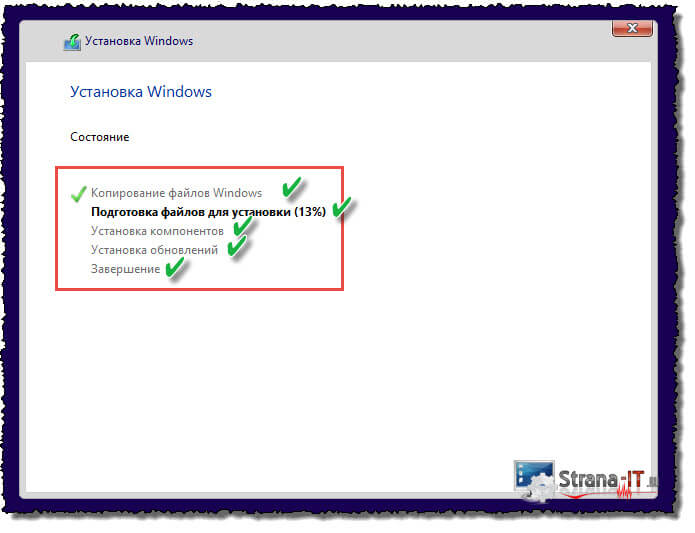 Установка Windows
Установка Windows
Состояние
Копирование файлов Windows
Подготовка файлов для установки (13%)
Установка компонентов
Установка обновлений
Завершение
Strana-IT